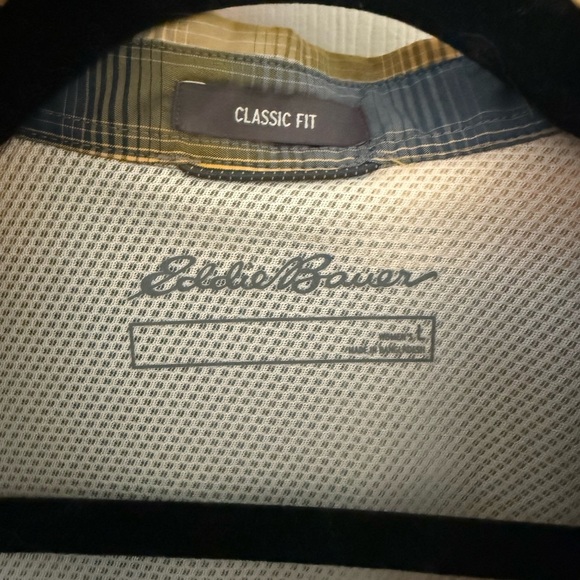 CLASSIC FIT
Eddie Bauer
L